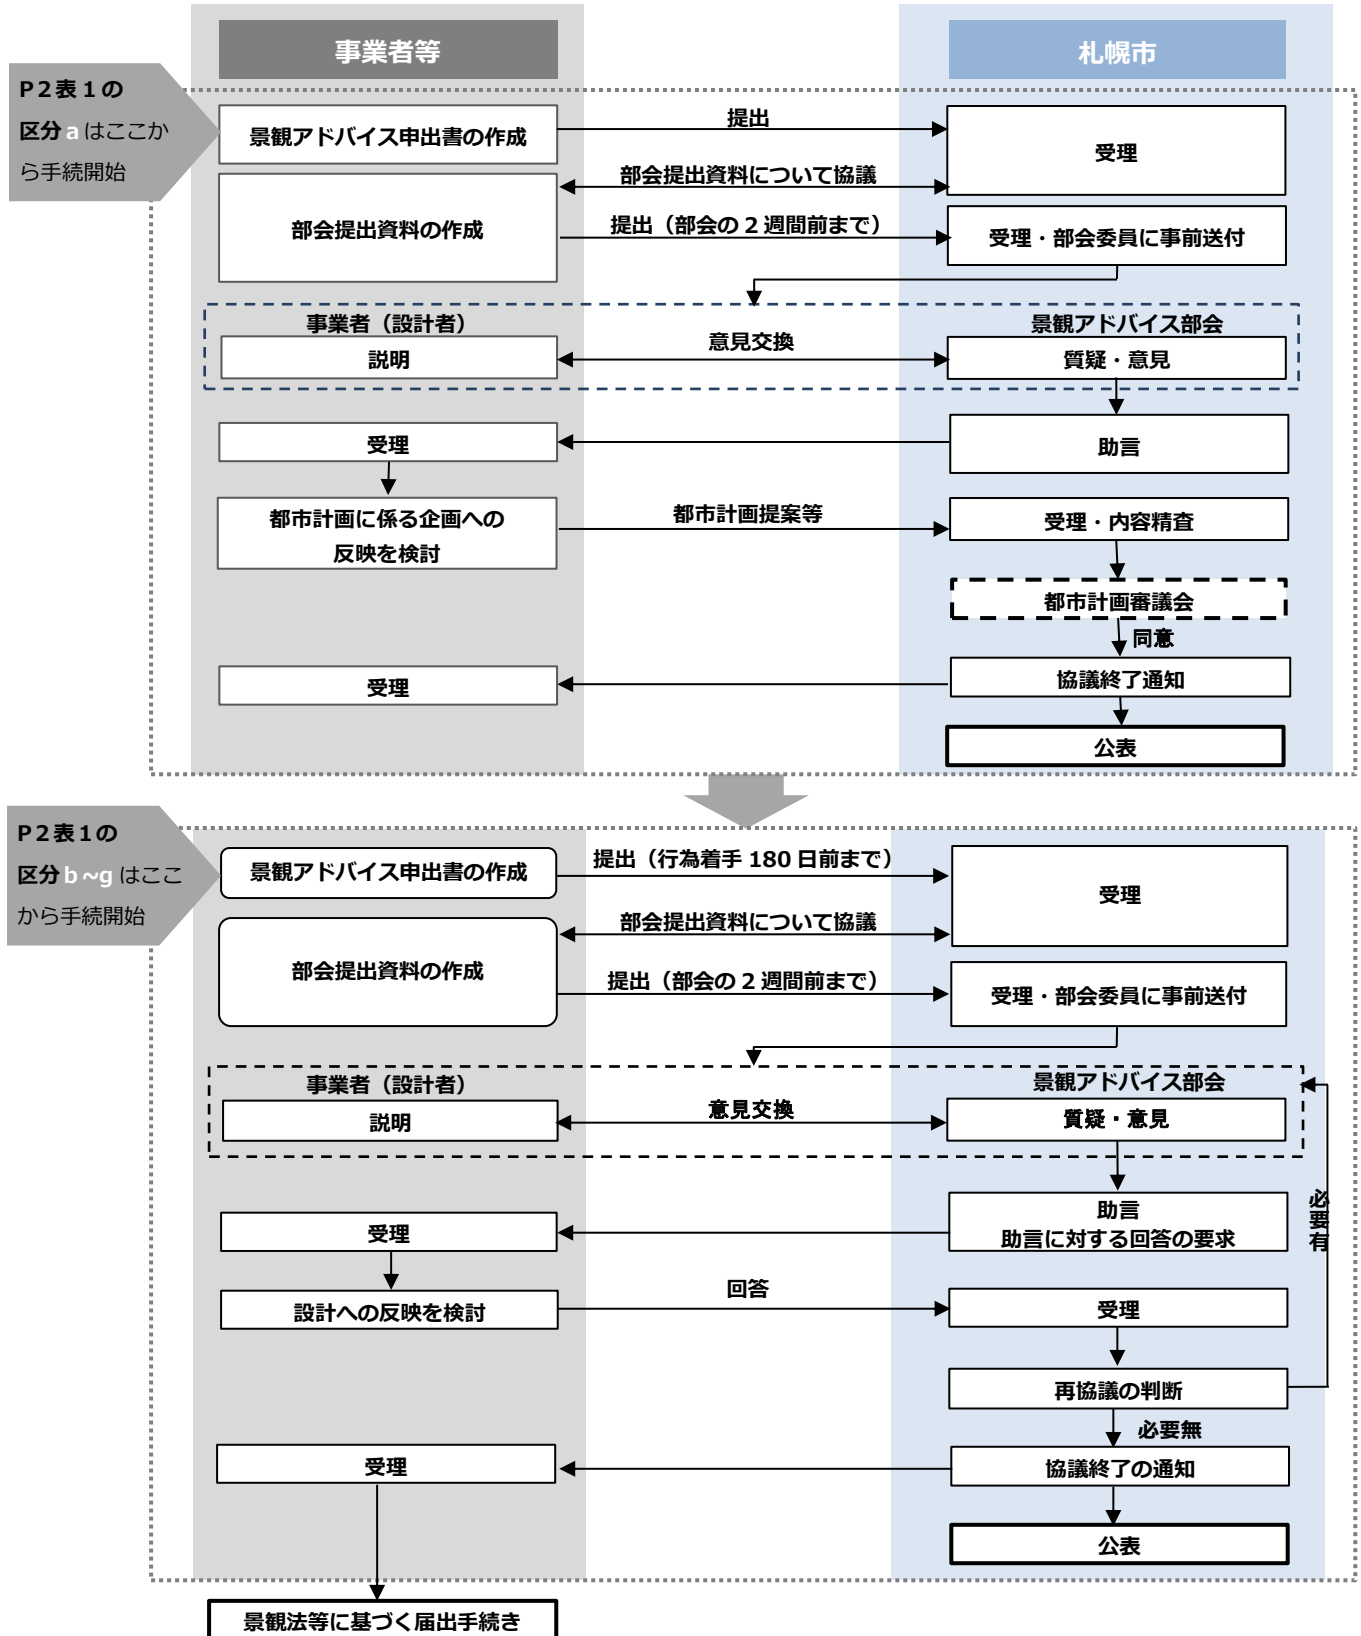 事業者等
札幌市
P2表1の
区分aはここか
ら手続開始
景観アドバイス申出書の作成
提出
受理
部会提出資料について協議
部会提出資料の作成
提出（部会の2週間前まで）
受理・部会委員に事前送付
事業者（設計者）
景観アドバイス部会
説明
意見交換
質疑・意見
受理
助言
都市計画に係る企画への
反映を検討
都市計画提案等
受理・内容精査
都市計画審議会
同意
受理
協議終了通知
公表
P2表1の
区分b～gはここ
から手続開始
景観アドバイス申出書の作成
提出（行為着手180日前まで）
受理
部会提出資料について協議
部会提出資料の作成
提出（部会の2週間前まで）
受理・部会委員に事前送付
事業者（設計者）
景観アドバイス部会
説明
意見交換
質疑・意見
受理
助言
助言に対する回答の要求
必要有
設計への反映を検討
回答
受理
再協議の判断
必要無
受理
協議終了の通知
公表
景観法等に基づく届出手続き